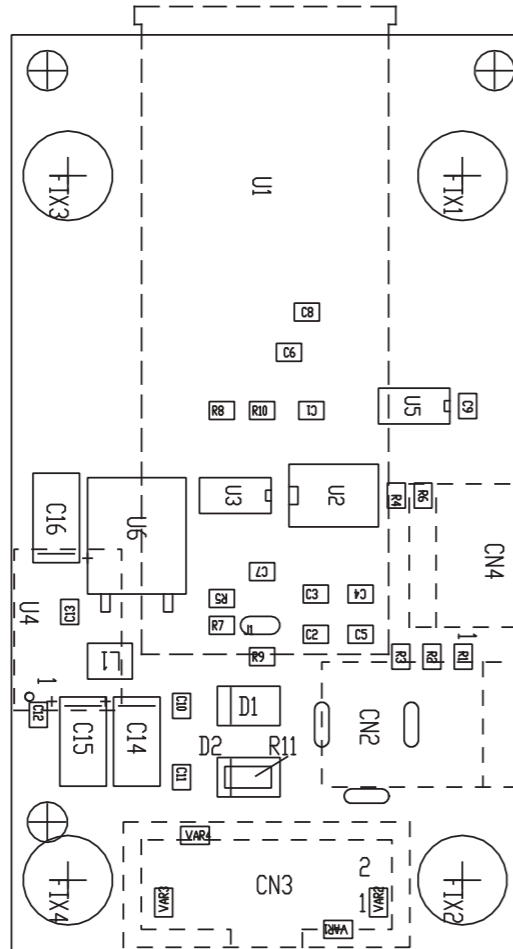 U1
FIX3
FIX1
C8
C6
R8
R10
C1
U5
C9
C16
U6
U3
U2
R4
R6
CN4
C7
U4
C13
R5
C3
C4
R7
J1
C2
C5
L1
R9
R3
R2
R1
1
1
C12
C15
C14
C10
D1
CN2
D2
R11
C11
VAR4
CN3
2
1
VAR3
VAR2
VAR1
FIX4
FIX2